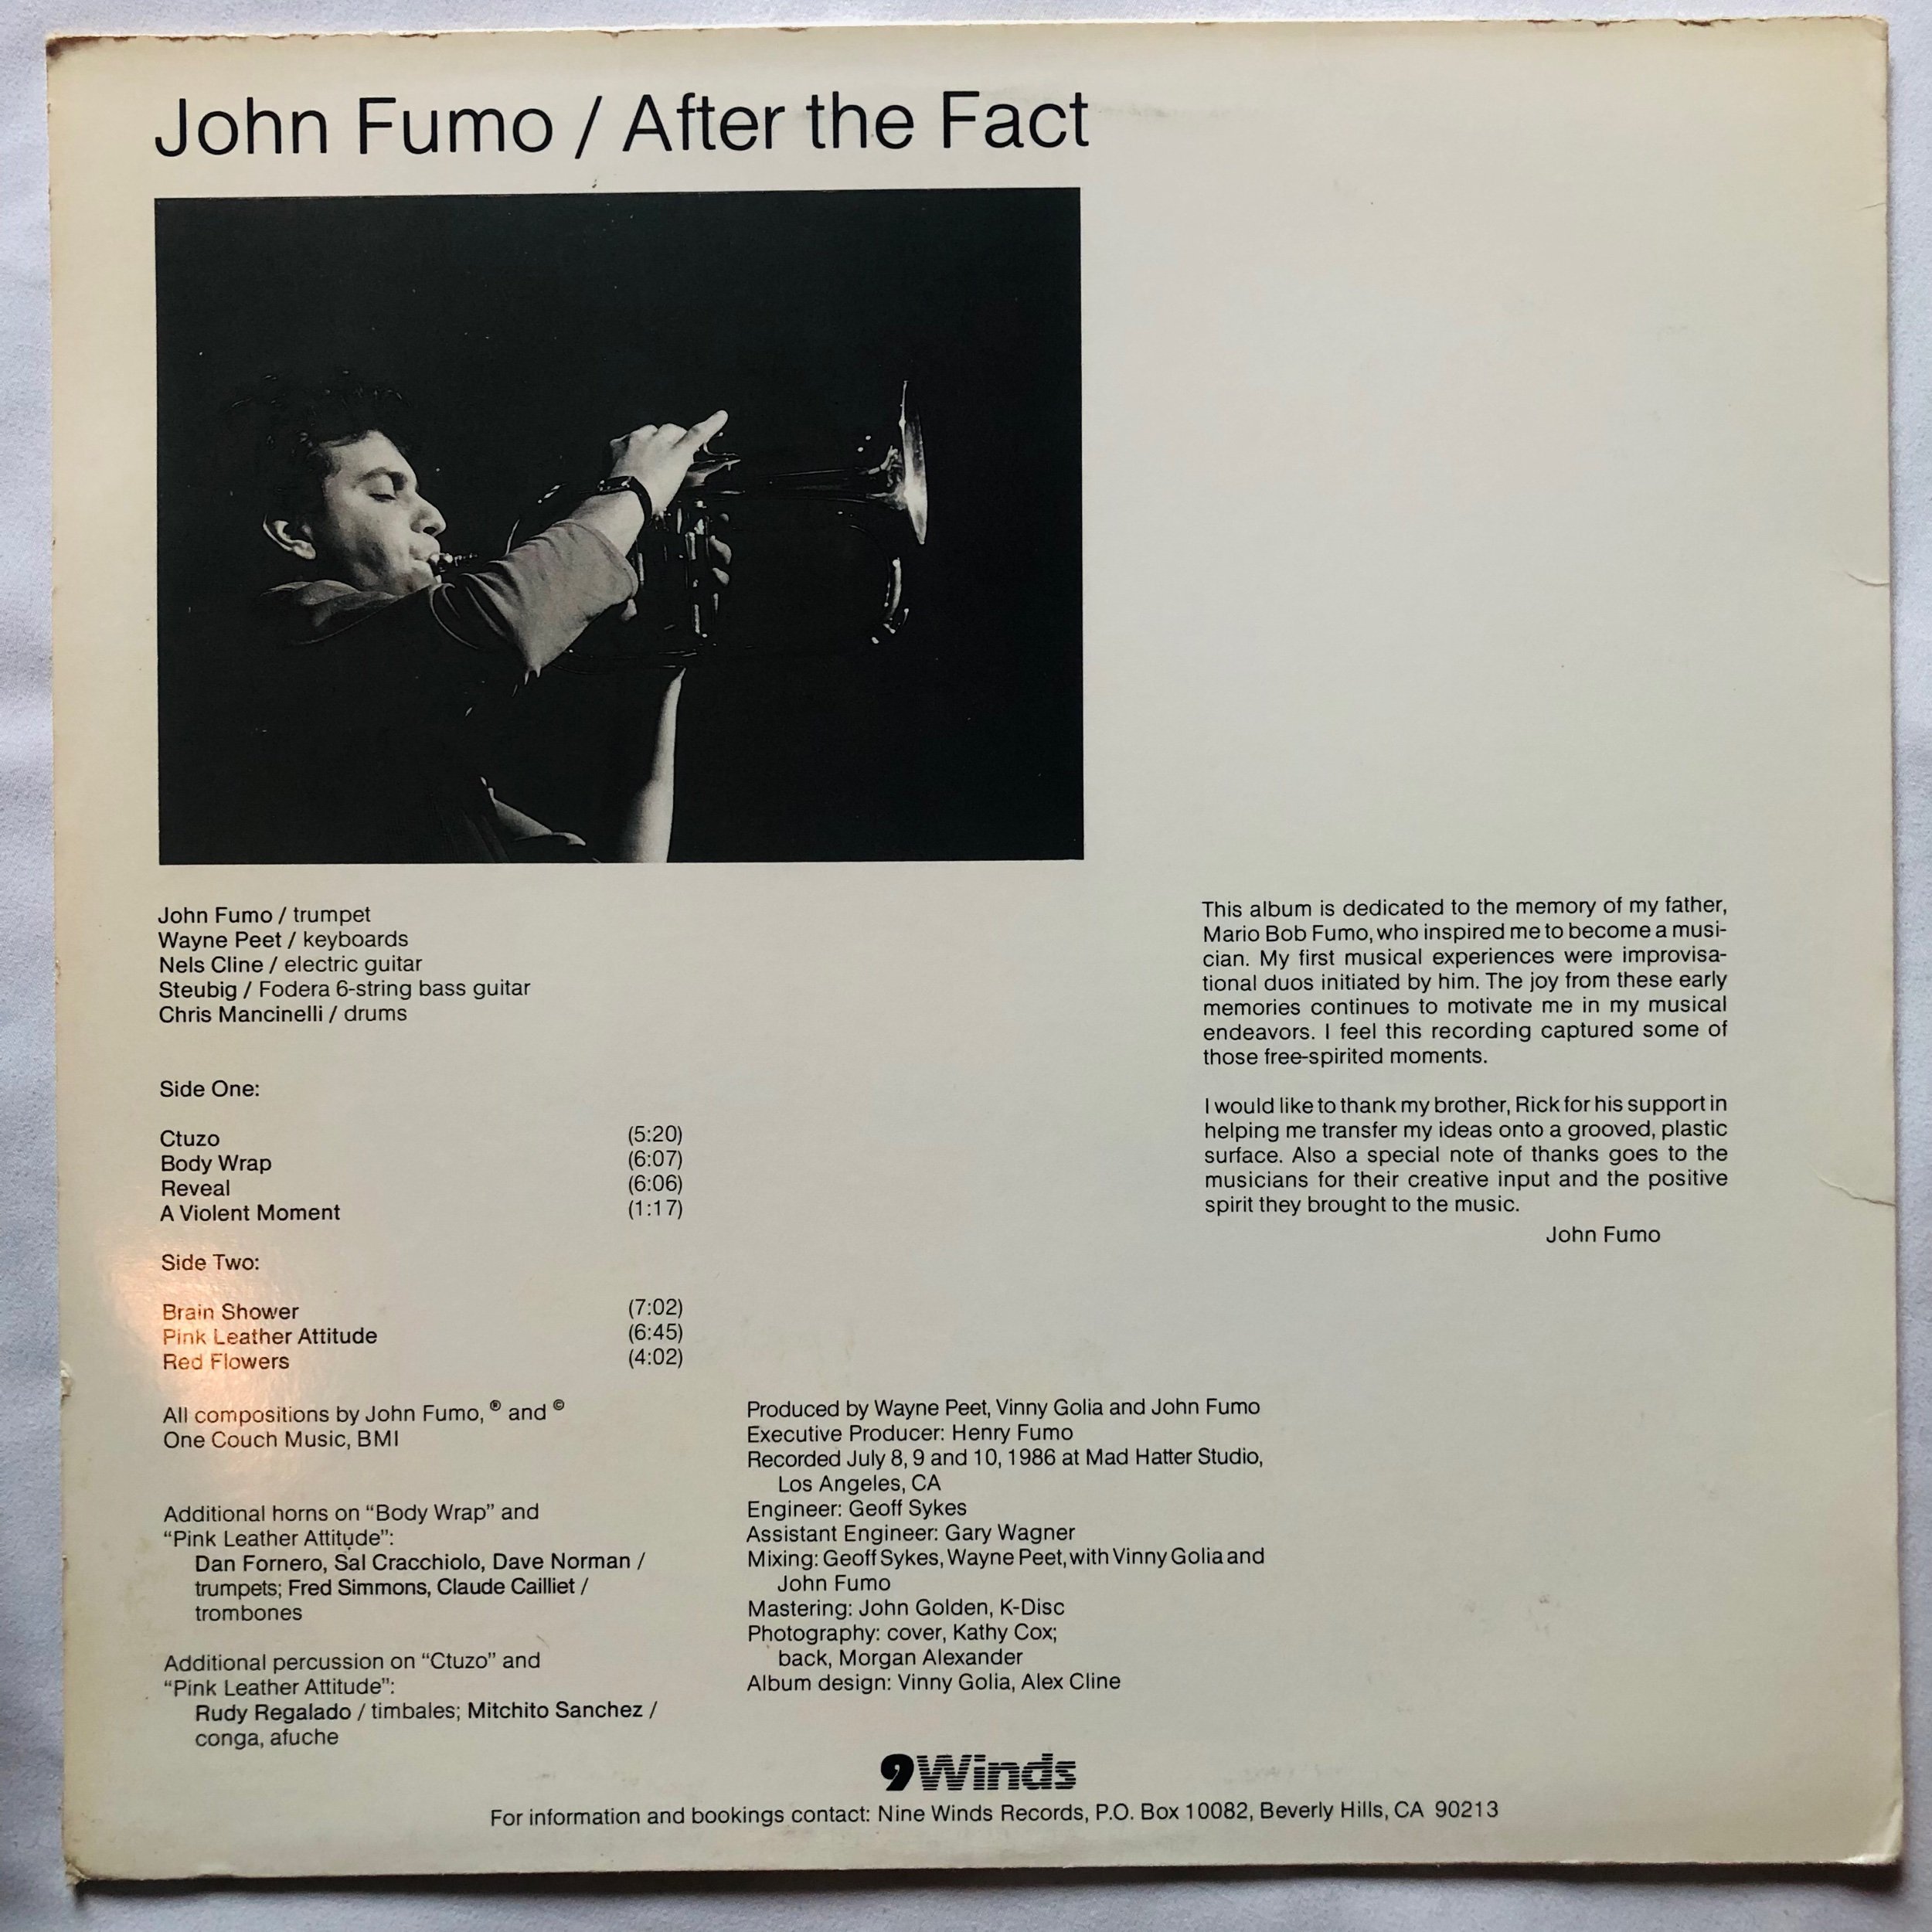 John Fumo / After the Fact
John Fumo / trumpet
Wayne Peet / keyboards
Nels Cline / electric guitar
Steubig / Fodera 6-string bass guitar
Chris Mancinelli / drums
Side One:
Ctuzo (5:20)
Body Wrap (6:07)
Reveal (6:06)
A Violent Moment (1:17)
Side Two:
Brain Shower (7:02)
Pink Leather Attitude (6:45)
Red Flowers (4:02)
All compositions by John Fumo, ® and ©
One Couch Music, BMI
Additional horns on “Body Wrap” and
“Pink Leather Attitude”:
Dan Fornero, Sal Cracchiolo, Dave Norman /
trumpets; Fred Simmons, Claude Cailliet /
trombones
Additional percussion on “Ctuzo” and
“Pink Leather Attitude”:
Rudy Regalado / timbales; Mitchito Sanchez /
conga, afuche
Produced by Wayne Peet, Vinny Golia and John Fumo
Executive Producer: Henry Fumo
Recorded July 8, 9 and 10, 1986 at Mad Hatter Studio,
Los Angeles, CA
Engineer: Geoff Sykes
Assistant Engineer: Gary Wagner
Mixing: Geoff Sykes, Wayne Peet, with Vinny Golia and
John Fumo
Mastering: John Golden, K-Disc
Photography: cover, Kathy Cox;
back, Morgan Alexander
Album design: Vinny Golia, Alex Cline
This album is dedicated to the memory of my father,
Mario Bob Fumo, who inspired me to become a musi-
cian. My first musical experiences were improvisa-
tional duos initiated by him. The joy from these early
memories continues to motivate me in my musical
endeavors. I feel this recording captured some of
those free-spirited moments.
I would like to thank my brother, Rick for his support in
helping me transfer my ideas onto a grooved, plastic
surface. Also a special note of thanks goes to the
musicians for their creative input and the positive
spirit they brought to the music.
John Fumo
9Winds
For information and bookings contact: Nine Winds Records, P.O. Box 10082, Beverly Hills, CA 90213